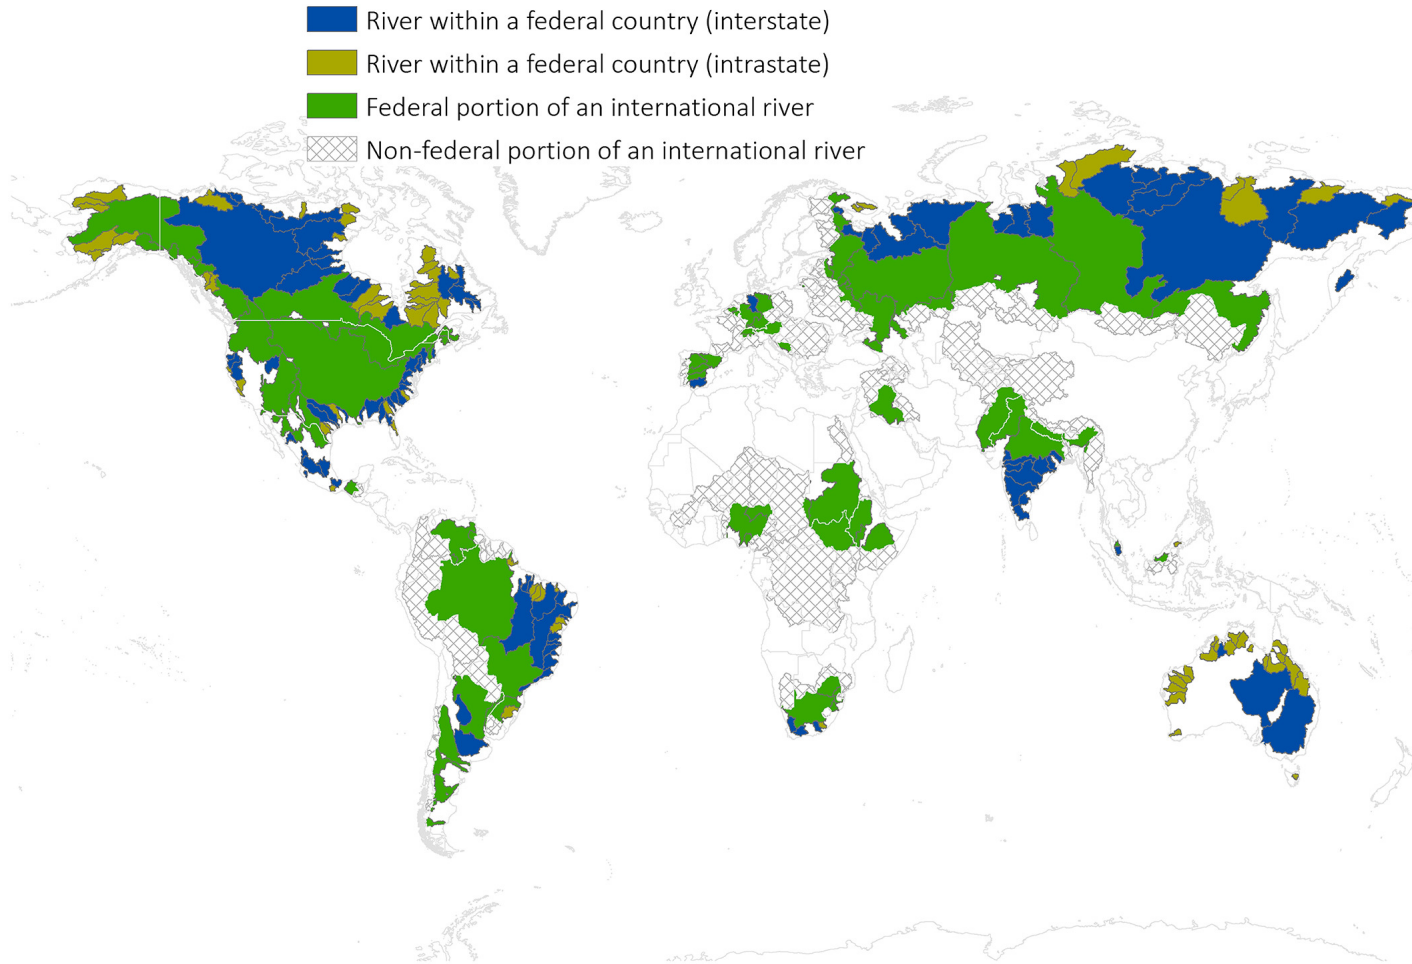 River within a federal country (interstate)
River within a federal country (intrastate)
Federal portion of an international river
Non-federal portion of an international river